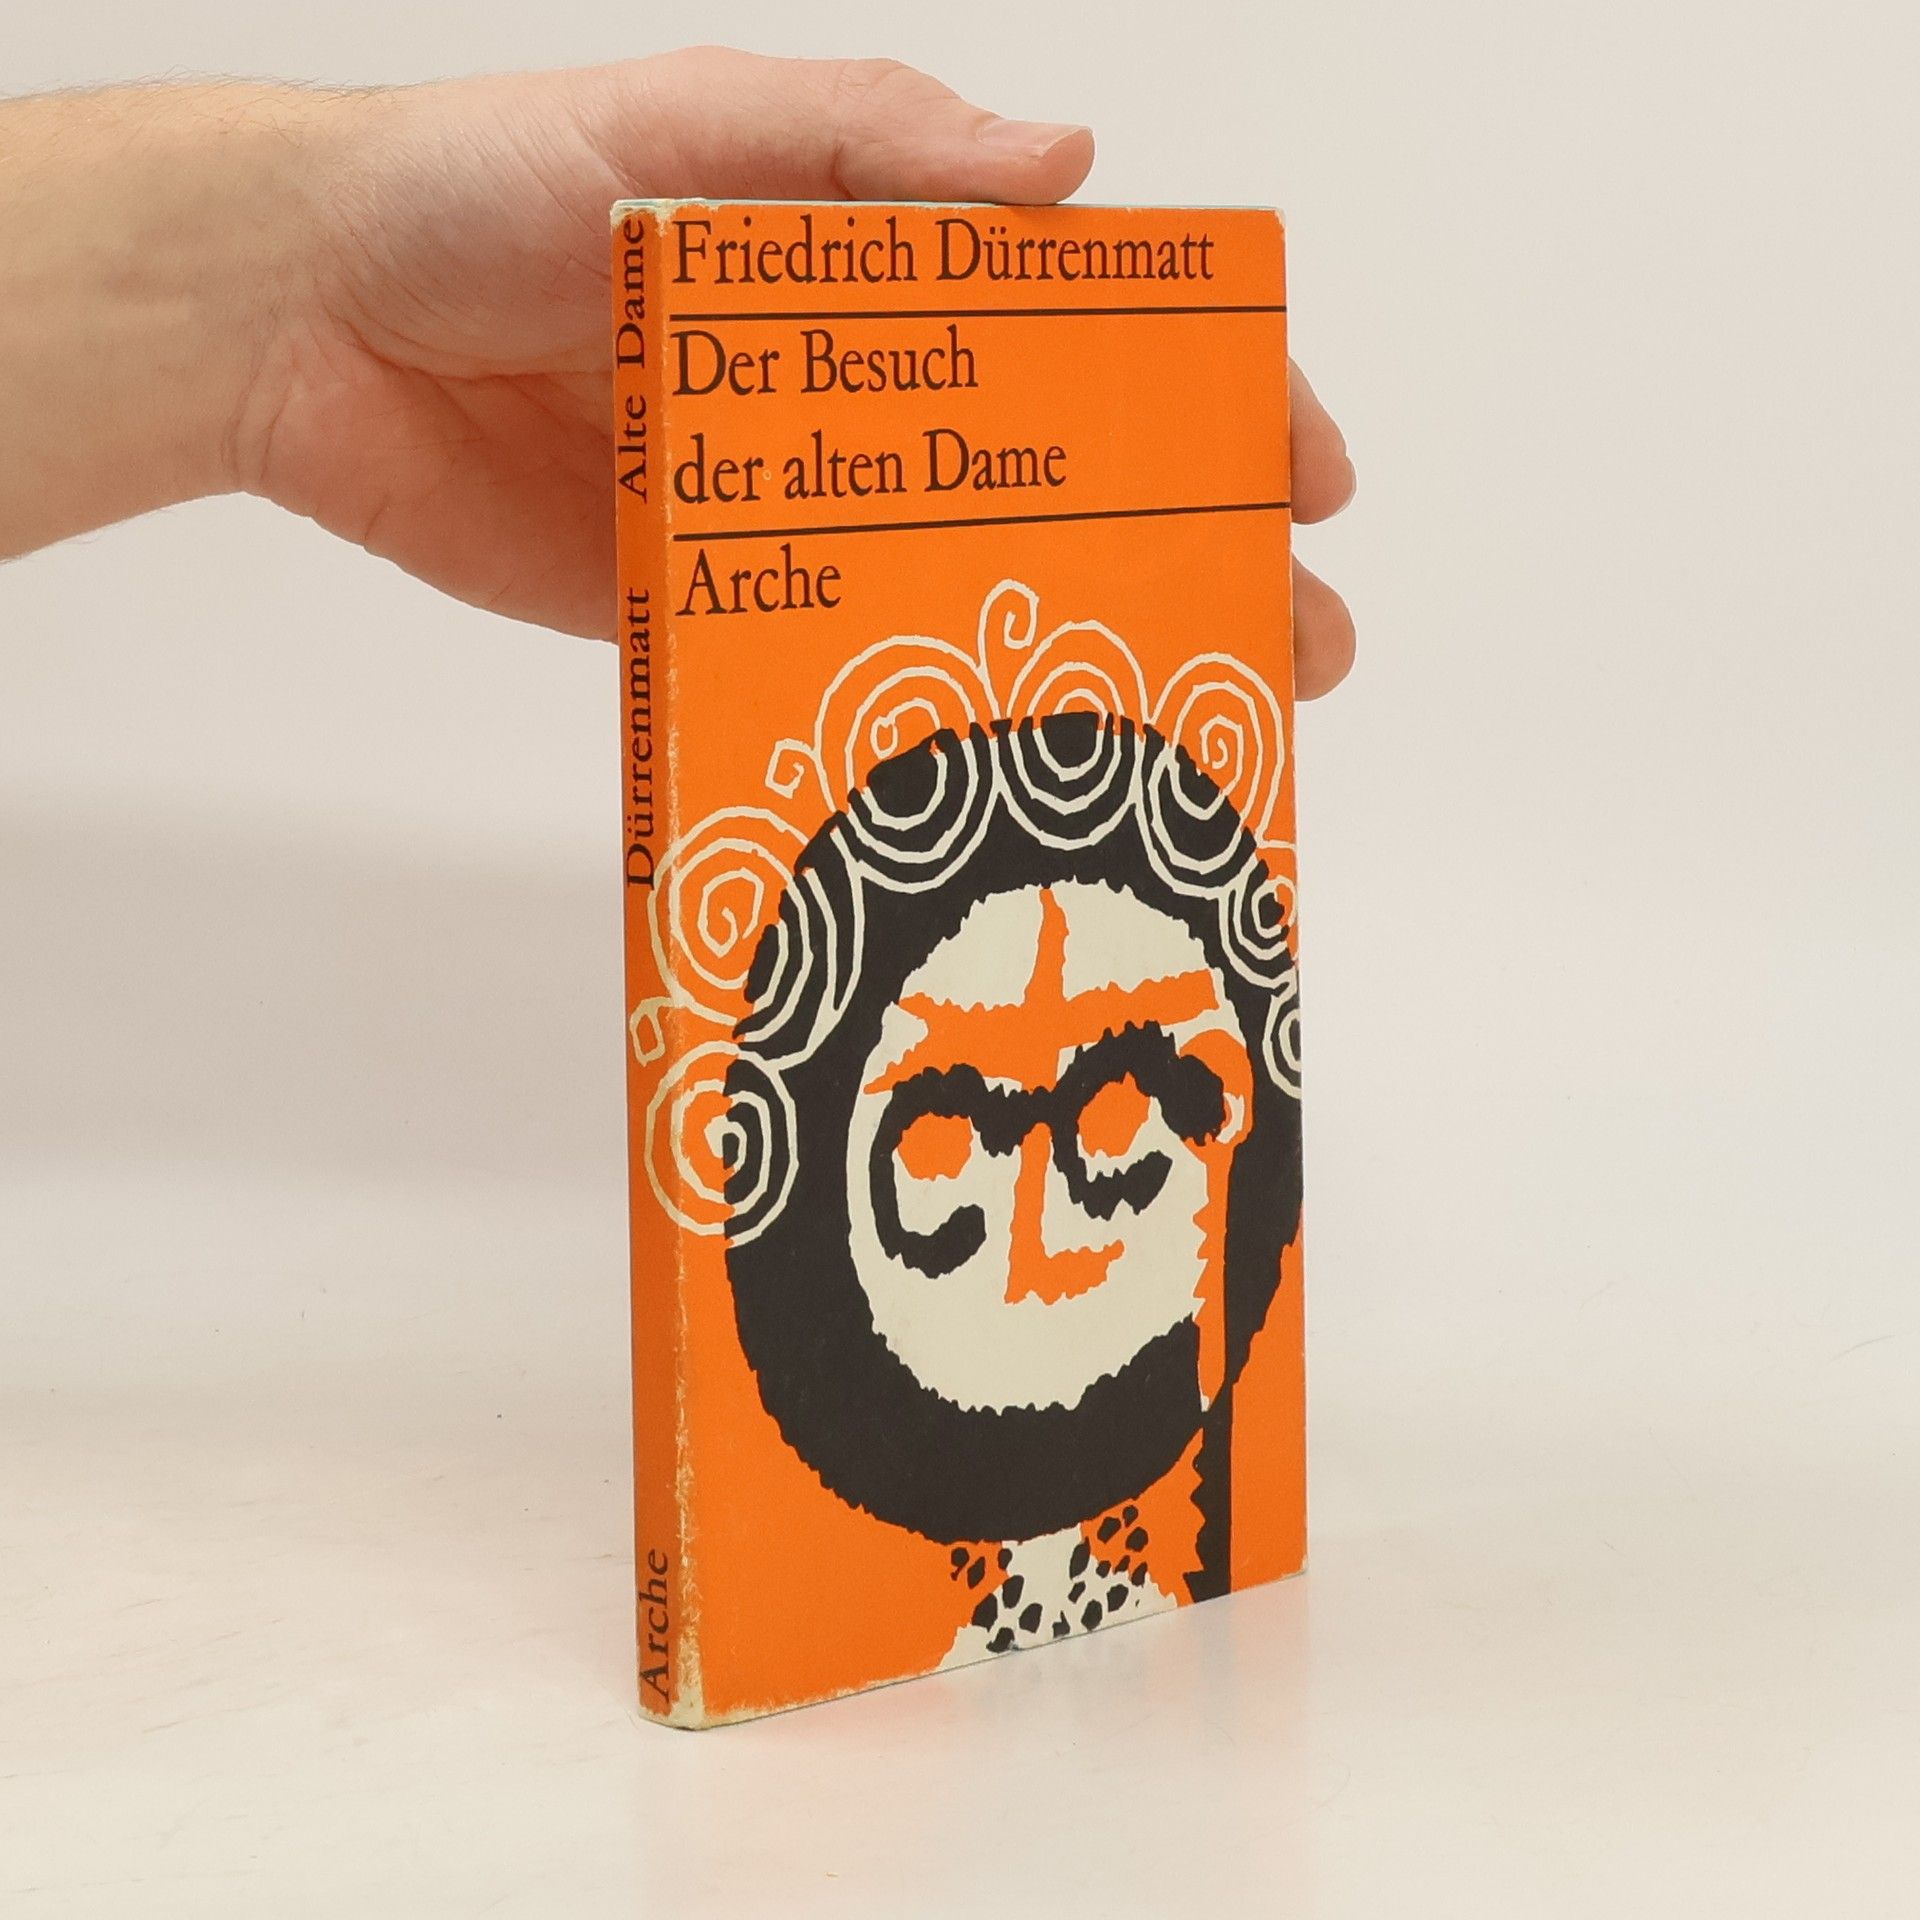 Friedrich Dürrenmatt
Der Besuch
der alten Dame
Arche
Arche Dürrenmatt Alte Dame